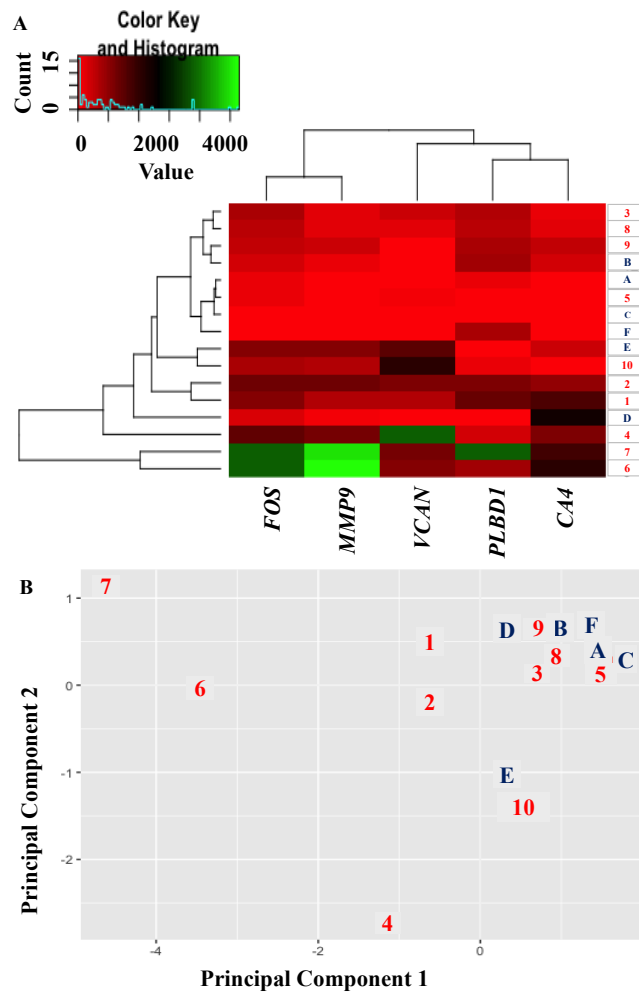 A
Color Key
and Histogram
Count
0 15
0 2000 4000
Value
3
8
9
B
A
5
C
F
E
10
2
1
D
4
7
6
FOS MMP9 VCAN PLBD1 CA4
B
Principal Component 2
1
0
-1
-2
7
6
1
2
D
9
B
F
8
3
A
5
C
E
10
4
-4 -2 0
Principal Component 1